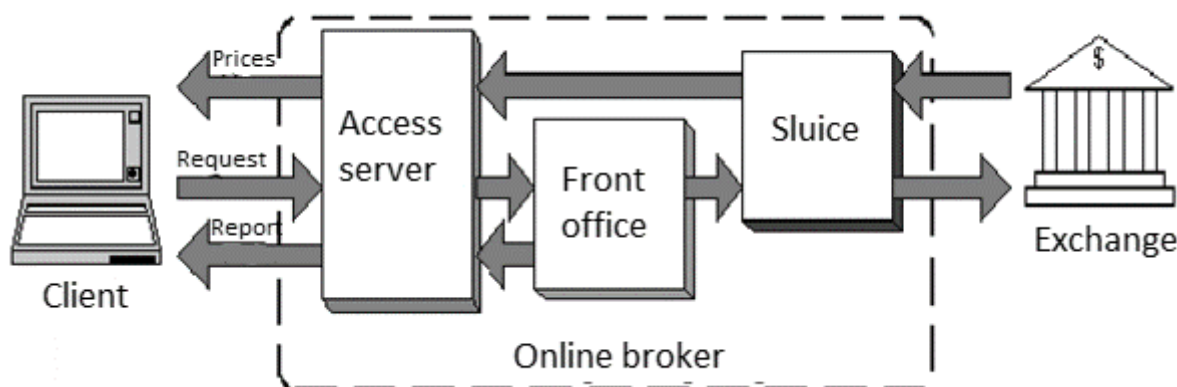 Prices
$
Access
server
Sluice
Request
Front
office
Report
Exchange
Client
Online broker